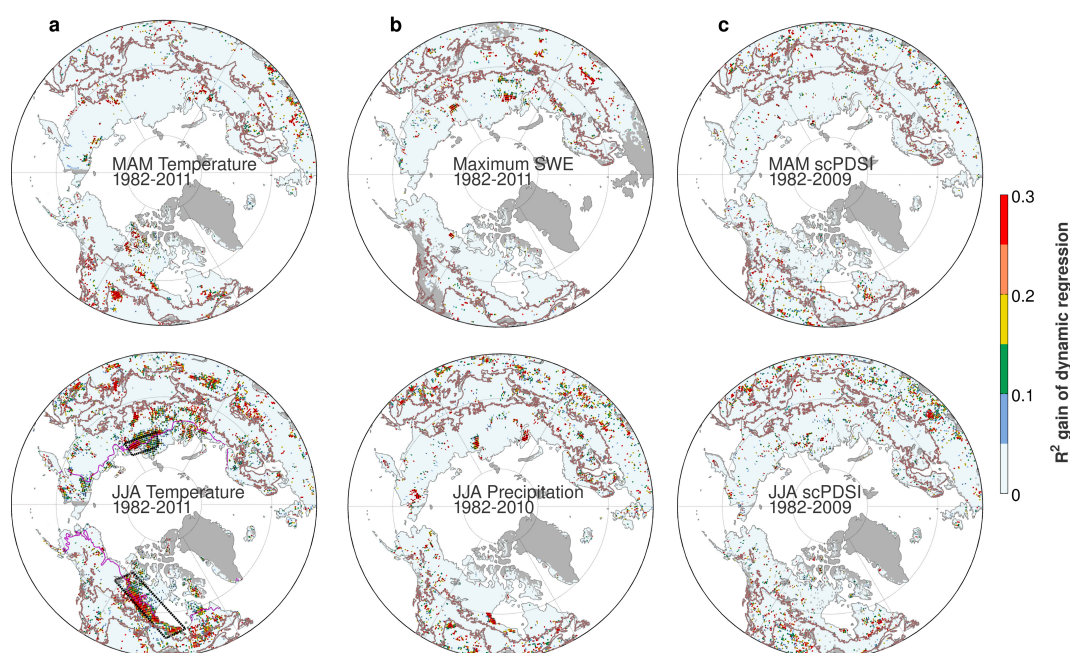 a
b
c
MAM Temperature
1982-2011
Maximum SWE
1982-2011
MAM scPDSI
1982-2009
JJA Temperature
1982-2011
JJA Precipitation
1982-2010
JJA scPDSI
1982-2009
0.3
0.2
0.1
0
R² gain of dynamic regression